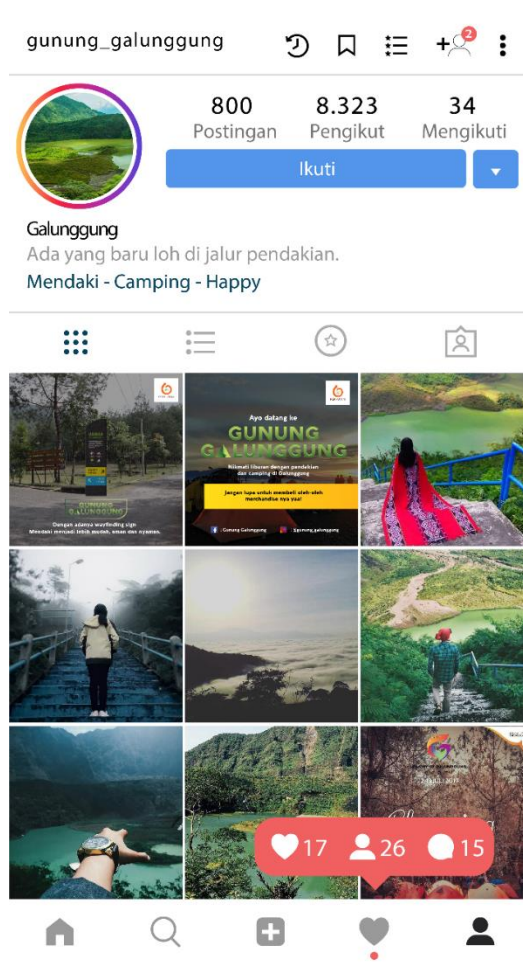 gunung_galunggung
2
800
8.323
34
Postingan
Pengikut
Mengikuti
Ikuti
Galunggung
Ada yang baru loh di jalur pendakian.
Mendaki - Camping - Happy
GUNUNG
GALUNGGUNG
Dengan adanya wayfinding sign
Mendaki menjadi lebih mudah, aman dan nyaman.
Ayo datang ke
GUNUNG
GALUNGGUNG
Nikmati liburan dengan pendakian
dan camping di Galunggung
Jangan lupa untuk membeli oleh-oleh
merchandise nya yaa!
Gunung Galunggung
@gunung_galunggung
17
26
15